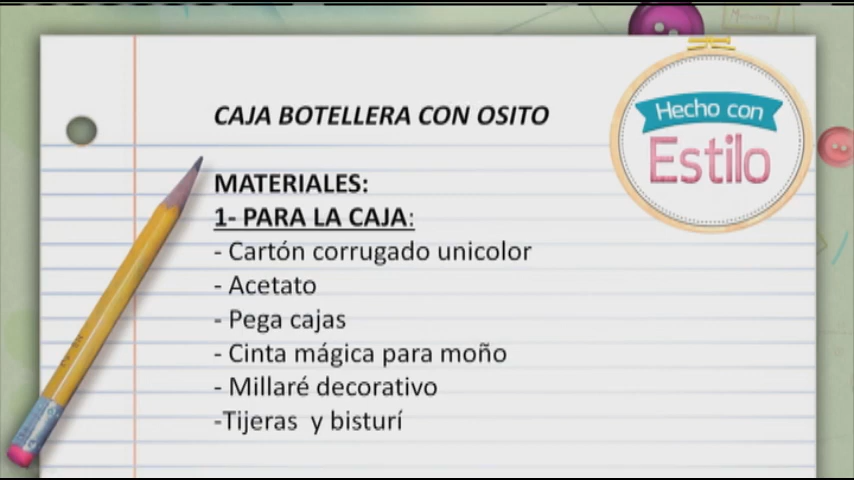 CAJA BOTELLERA CON OSITO
Hecho con
Estilo
MATERIALES:
1- PARA LA CAJA:
- Cartón corrugado unicolor
- Acetato
- Pega cajas
- Cinta mágica para moño
- Millaré decorativo
-Tijeras  y bisturí